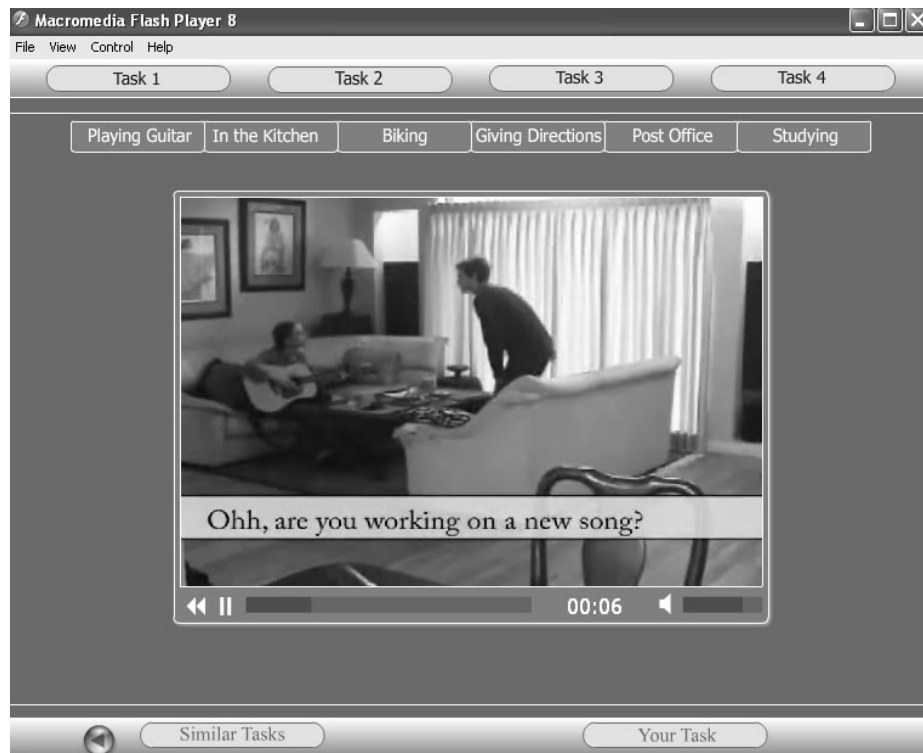 Macromedia Flash Player 8
File View Control Help
Task 1 Task 2 Task 3 Task 4
Playing Guitar In the Kitchen Biking Giving Directions Post Office Studying
Ohh, are you working on a new song?
00:06
Similar Tasks Your Task